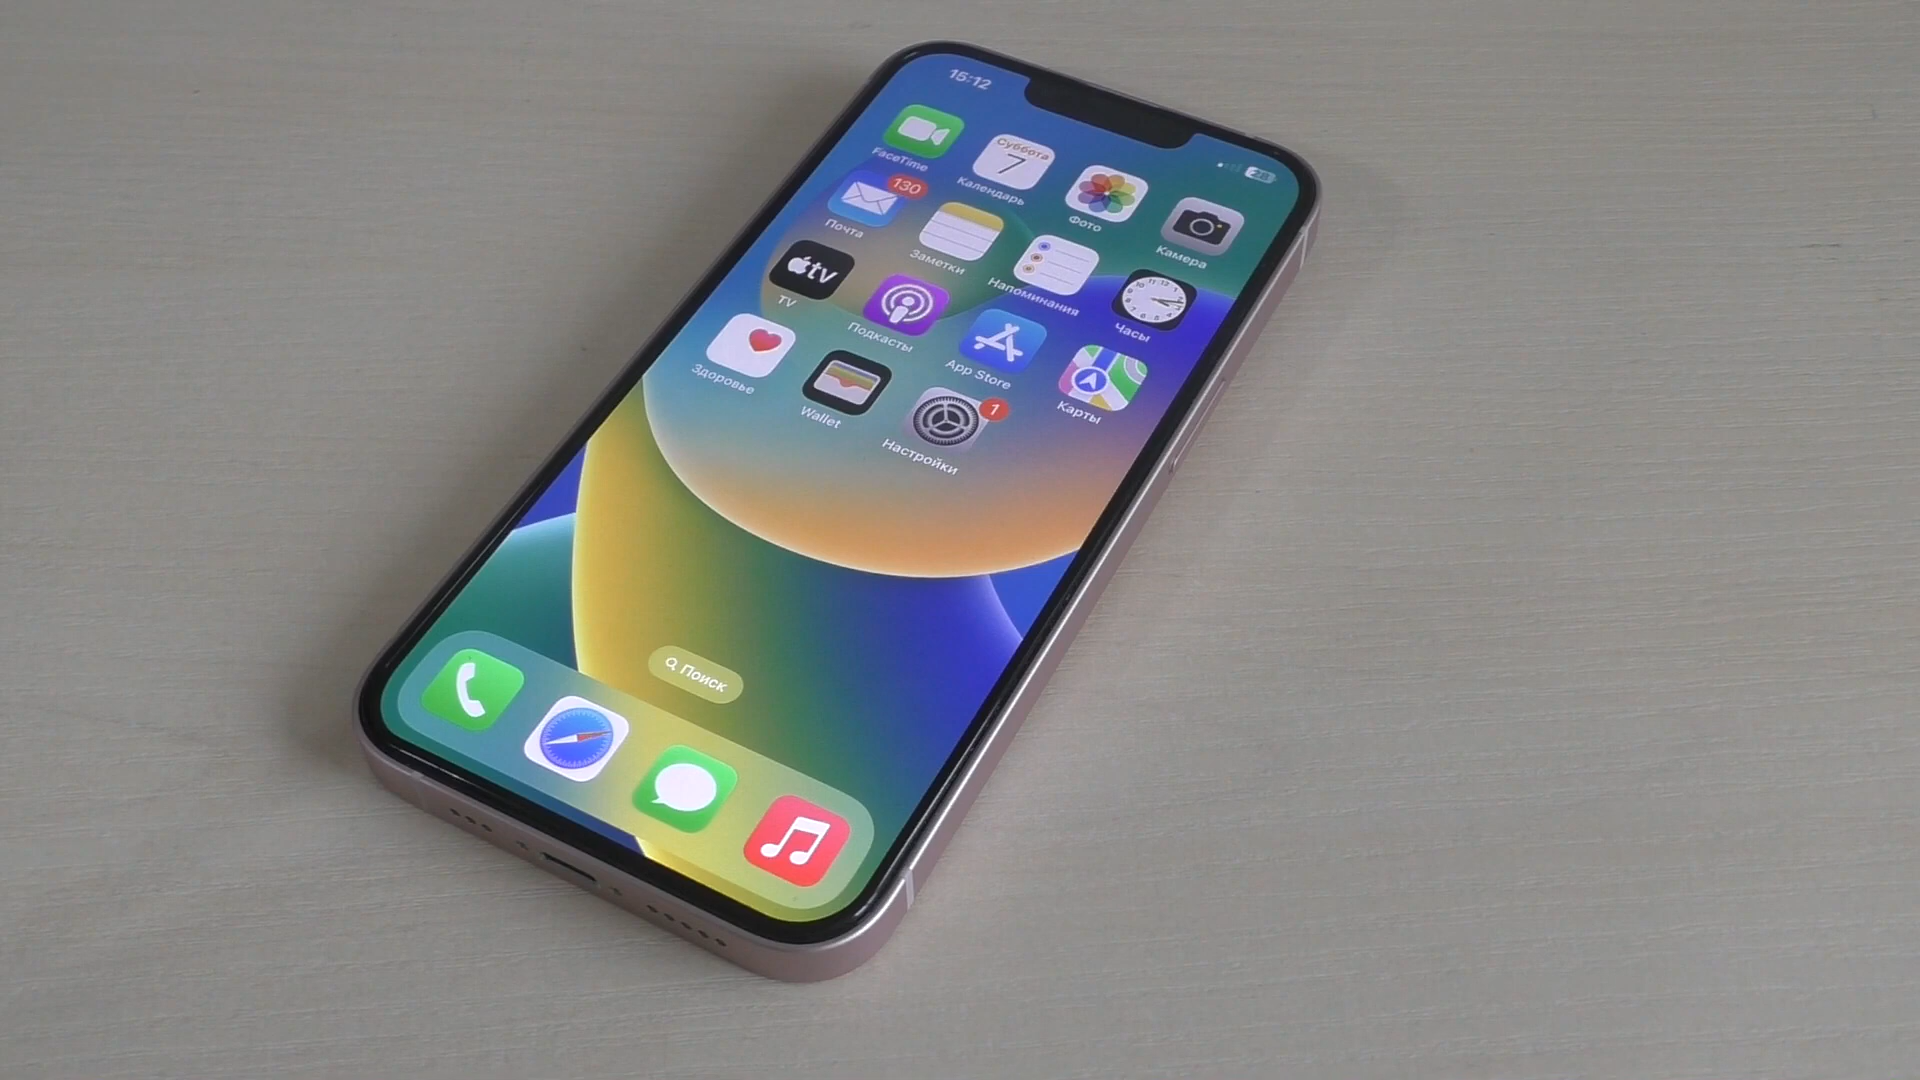 15:12
28
FaceTime
Суббота
7
Календарь
Фото
Камера
130
Почта
Заметки
Напоминания
Часы
tv
TV
Подкасты
App Store
Карты
Здоровье
Wallet
1
Настройки
Поиск